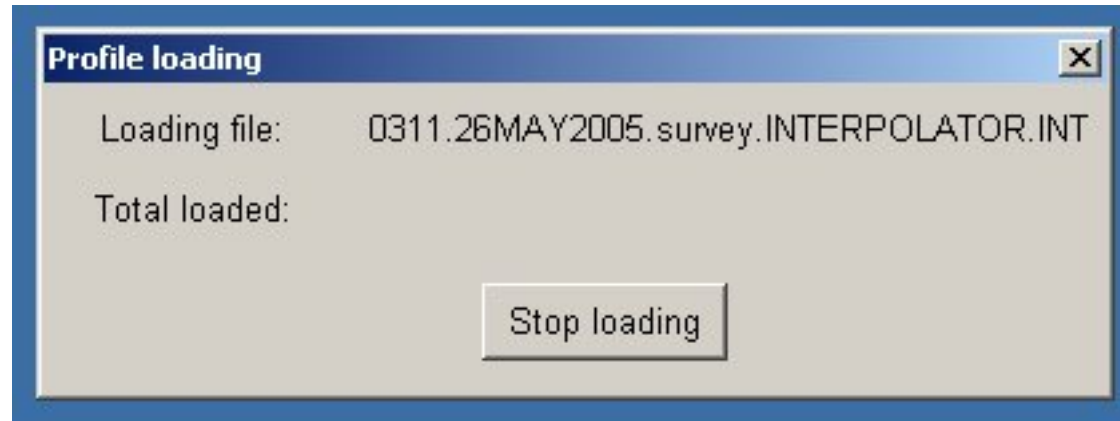 Profile loading
Loading file: 0311.26MAY2005.survey.INTERPOLATOR.INT
Total loaded:
Stop loading